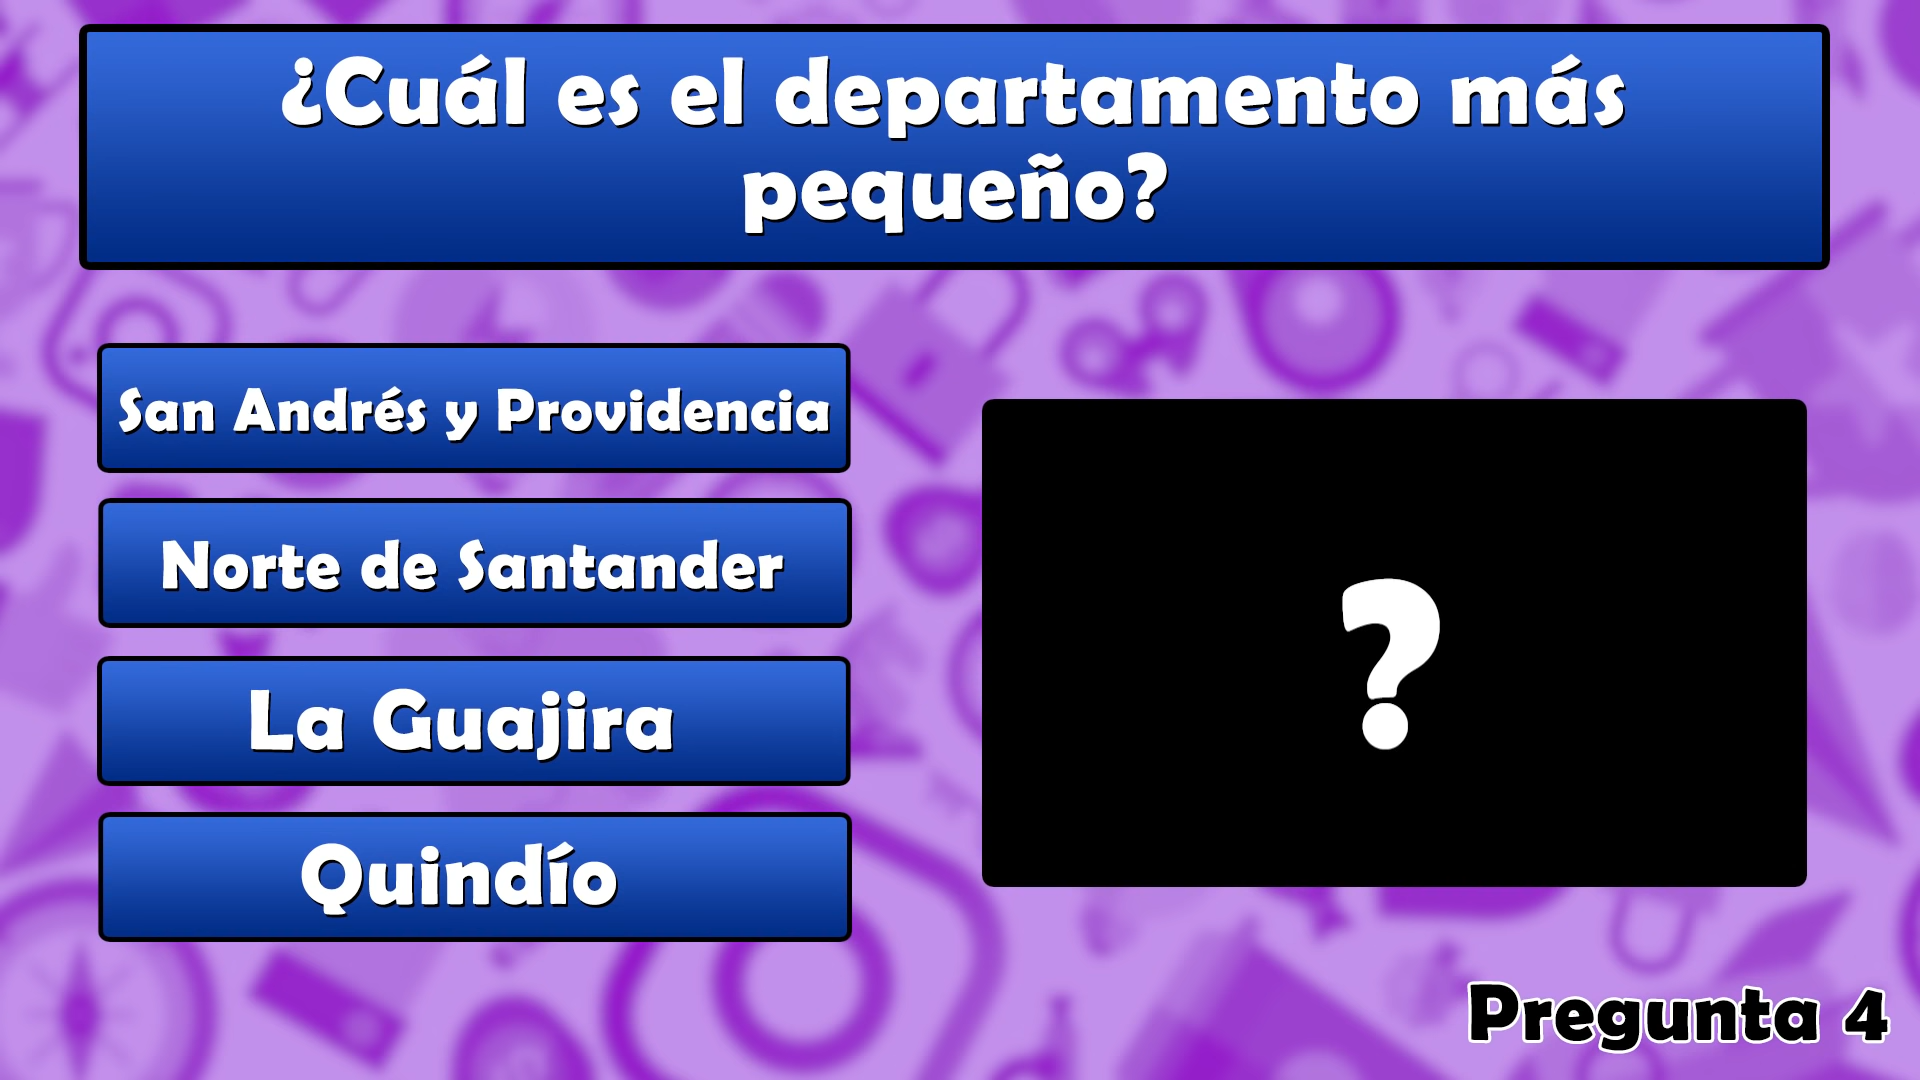 ¿Cuál es el departamento más
pequeño?
San Andrés y Providencia
Norte de Santander
La Guajira
Quindío
?
Pregunta 4